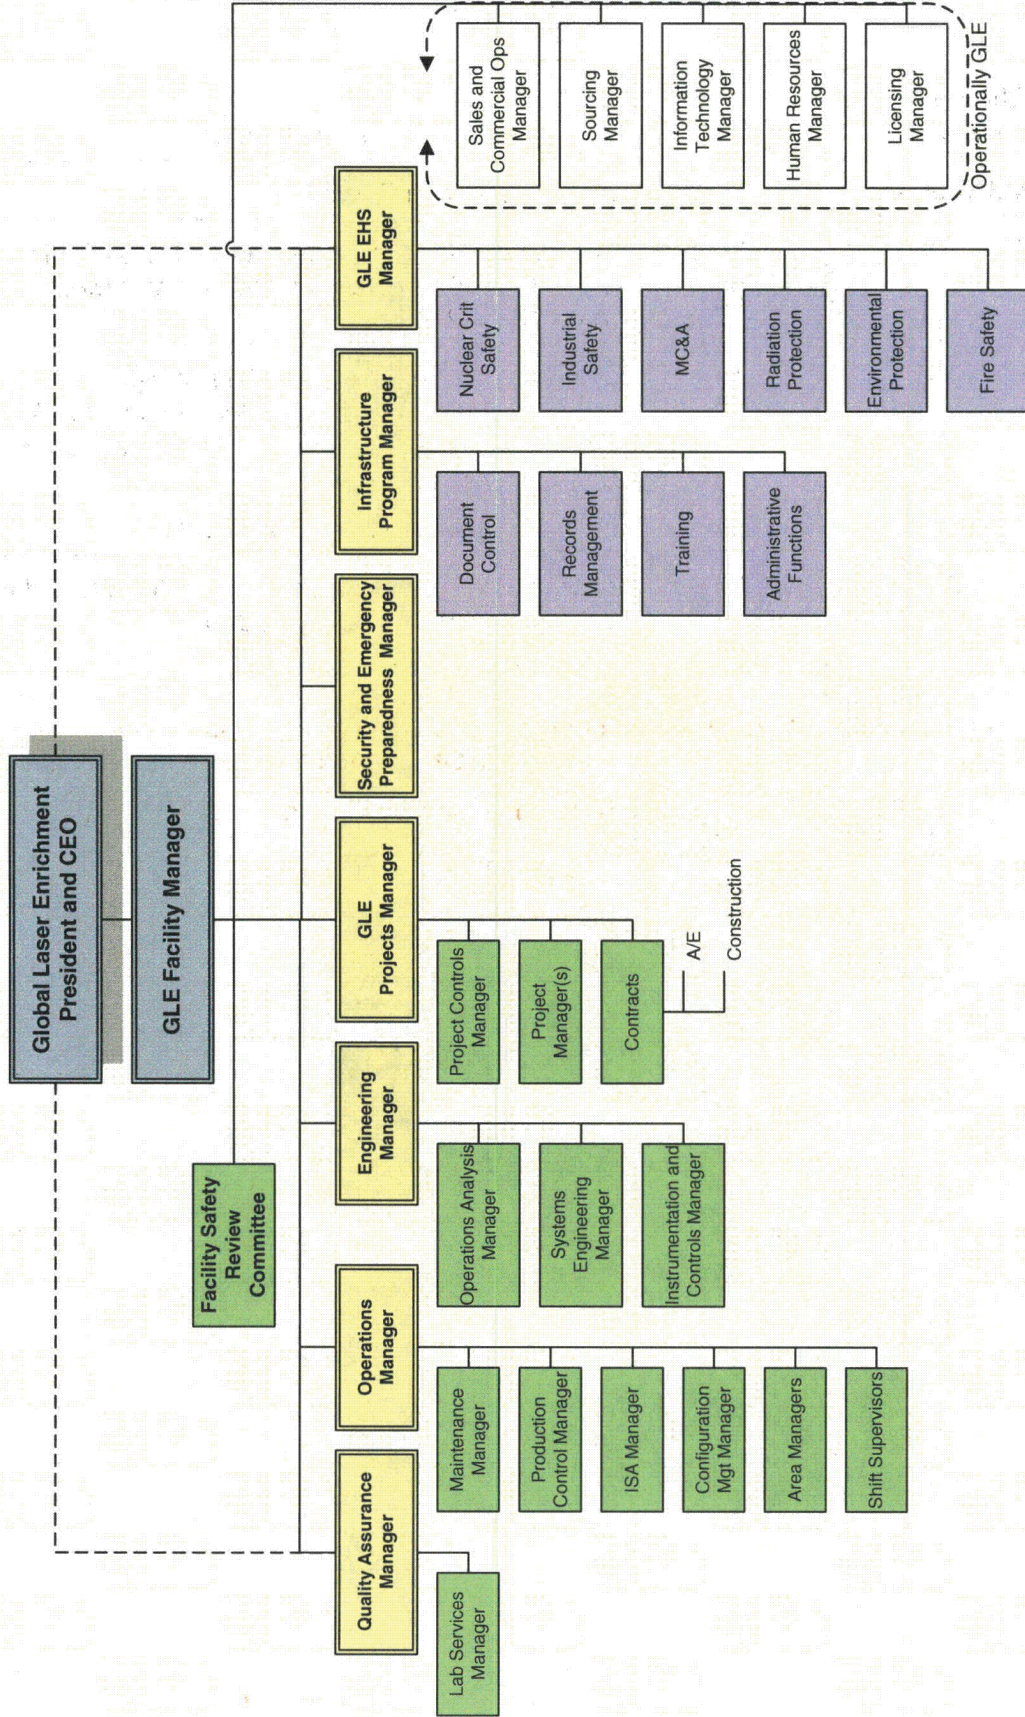 Global Laser Enrichment
President and CEO
GLE Facility Manager
Facility Safety
Review
Committee
Quality Assurance
Manager
Lab Services
Manager
Operations
Manager
Maintenance
Manager
Production
Control Manager
ISA Manager
Configuration
Mgt Manager
Area Managers
Shift Supervisors
Engineering
Manager
Operations Analysis
Manager
Systems
Engineering
Manager
Instrumentation and
Controls Manager
GLE
Projects Manager
Project Controls
Manager
Project
Manager(s)
Contracts
A/E
Construction
Security and Emergency
Preparedness Manager
Infrastructure
Program Manager
Document
Control
Records
Management
Training
Administrative
Functions
GLE EHS
Manager
Nuclear Crit
Safety
Industrial
Safety
MC&A
Radiation
Protection
Environmental
Protection
Fire Safety
Sales and
Commercial Ops
Manager
Sourcing
Manager
Information
Technology
Manager
Human Resources
Manager
Licensing
Manager
Operationally GLE